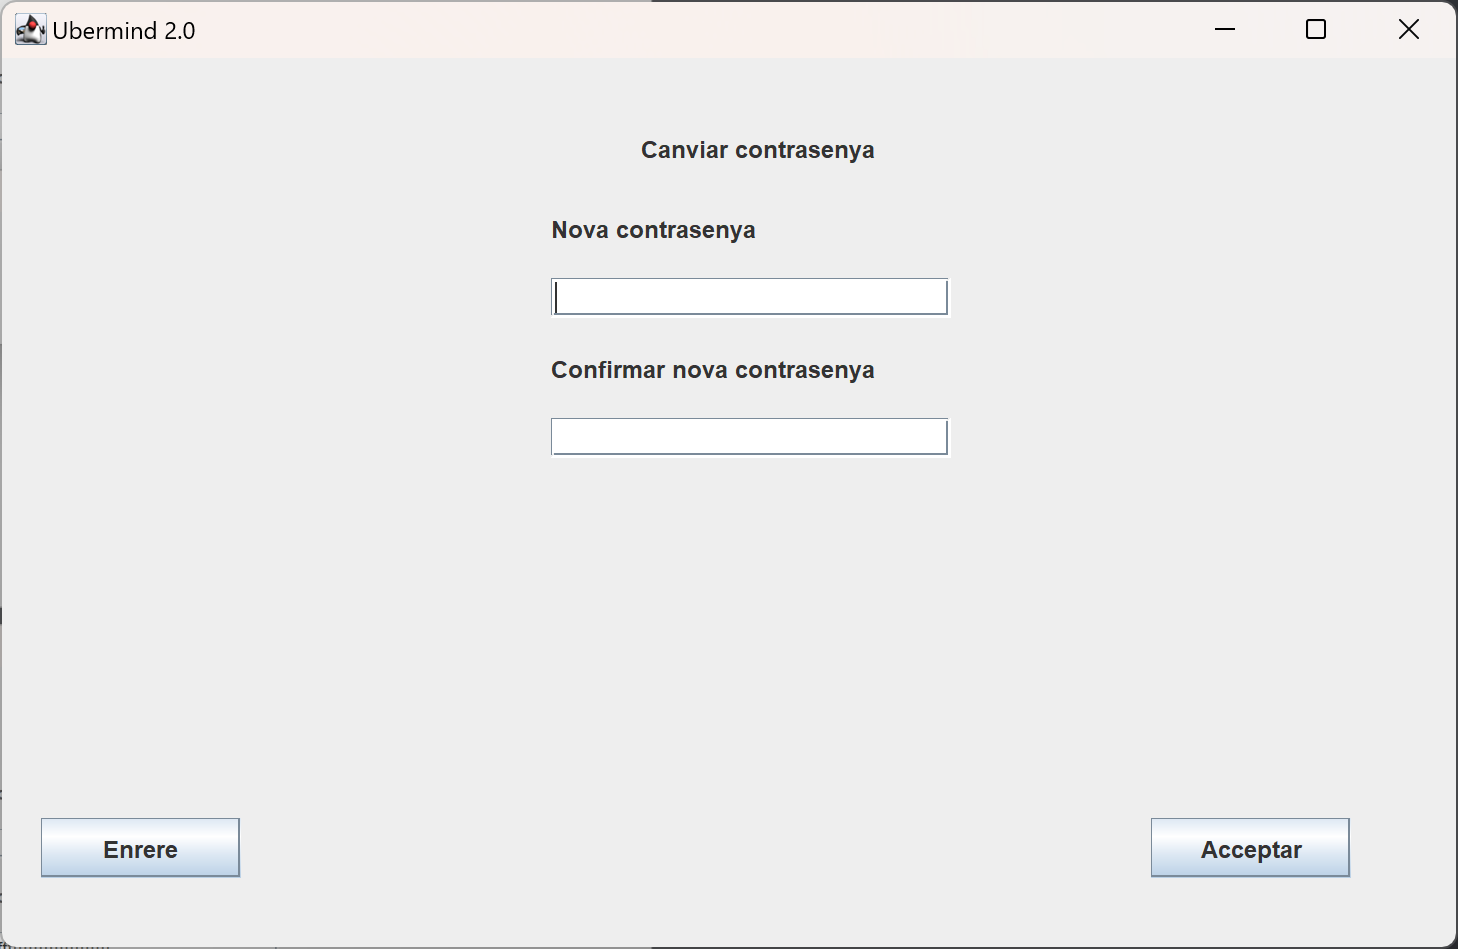 Ubermind 2.0
Canviar contrasenya
Nova contrasenya
Confirmar nova contrasenya
Enrere
Acceptar